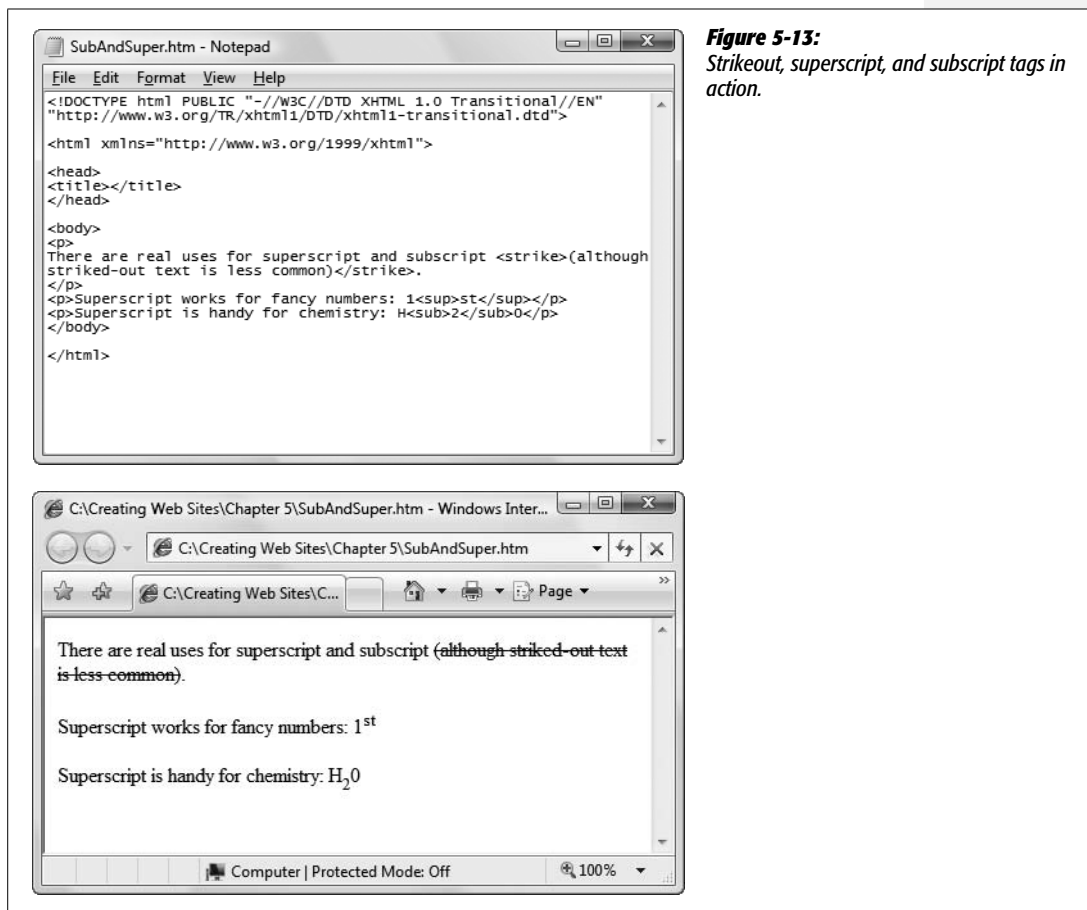 SubAndSuper.htm - Notepad
File Edit Format View Help
<!DOCTYPE html PUBLIC "-//W3C//DTD XHTML 1.0 Transitional//EN"
"http://www.w3.org/TR/xhtml1/DTD/xhtml1-transitional.dtd">
<html xmlns="http://www.w3.org/1999/xhtml">
<head>
<title></title>
</head>
<body>
<p>
There are real uses for superscript and subscript <strike>(although
striked-out text is less common)</strike>.
</p>
<p>Superscript works for fancy numbers: 1<sup>st</sup></p>
<p>Superscript is handy for chemistry: H<sub>2</sub>0</p>
</body>
</html>
Figure 5-13:
Strikeout, superscript, and subscript tags in
action.
C:\Creating Web Sites\Chapter 5\SubAndSuper.htm - Windows Inter...
C:\Creating Web Sites\Chapter 5\SubAndSuper.htm
C:\Creating Web Sites\C... Page
There are real uses for superscript and subscript (although striked-out text
is less common).
Superscript works for fancy numbers: 1st
Superscript is handy for chemistry: H20
Computer | Protected Mode: Off 100%